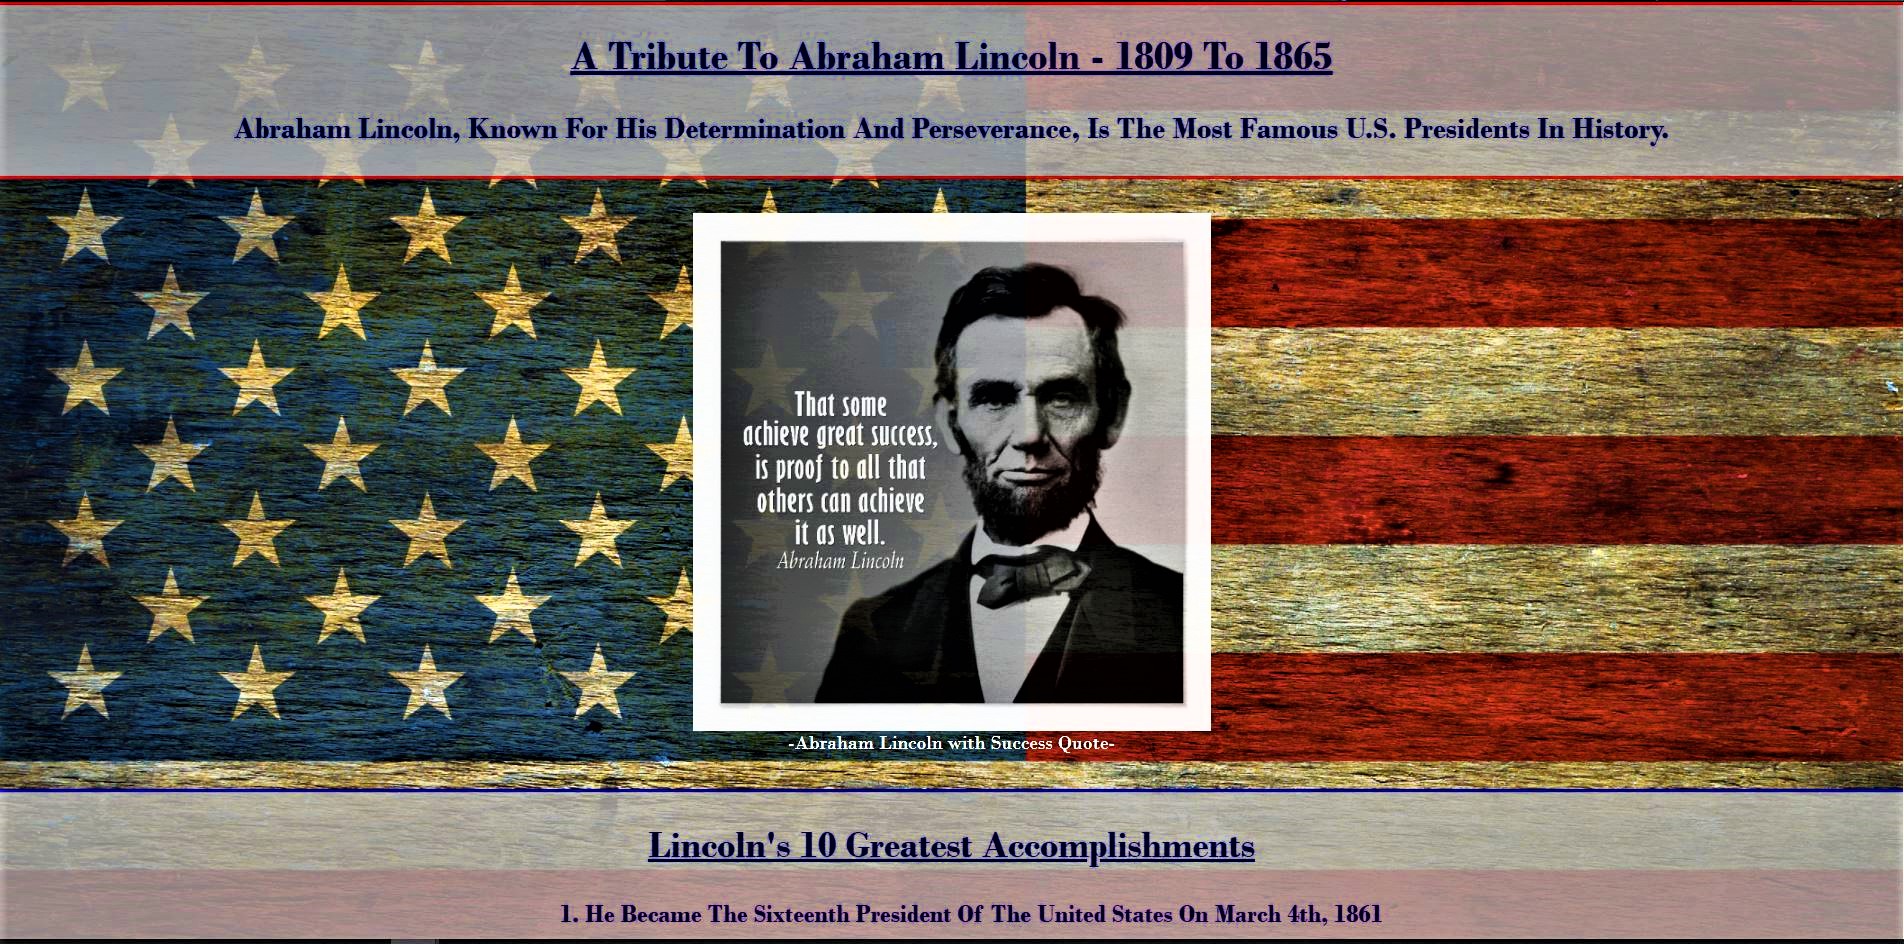 A Tribute To Abraham Lincoln - 1809 To 1865
Abraham Lincoln, Known For His Determination And Perseverance, Is The Most Famous U.S. Presidents In History.
That some
achieve great success,
is proof to all that
others can achieve
it as well.
Abraham Lincoln
-Abraham Lincoln with Success Quote-
Lincoln's 10 Greatest Accomplishments
1. He Became The Sixteenth President Of The United States On March 4th, 1861